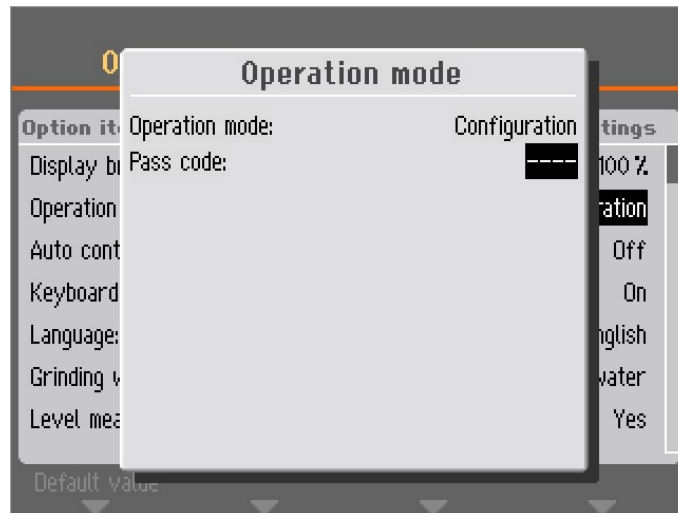 O
Operation mode
Option it tings
Operation mode: Configuration
Display b 100 %
Pass code: ----
Operation ration
Auto cont Off
Keyboard On
Language: nglish
Grinding w water
Level mea Yes
Default value